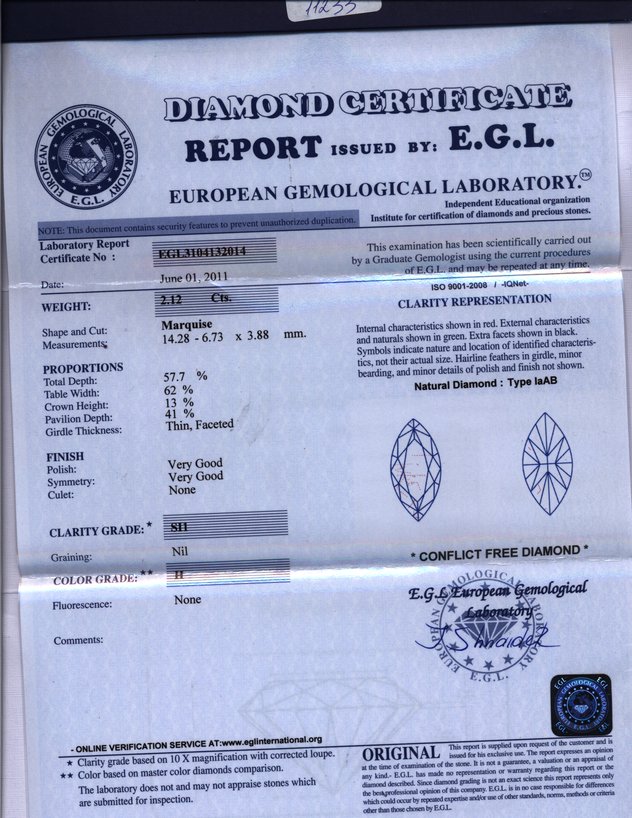 11233
DIAMOND CERTIFICATE
REPORT ISSUED BY: E.G.L.
EUROPEAN GEMOLOGICAL LABORATORY.™
EUROPEAN GEMOLOGICAL LABORATORY
E.G.L.
Independent Educational organization
Institute for certification of diamonds and precious stones.
NOTE: This document contains security features to prevent unauthorized duplication.
Laboratory Report
Certificate No : EGL3104132014
Date: June 01, 2011
WEIGHT: 2.12 Cts.
Shape and Cut: Marquise
Measurements: 14.28 - 6.73 x 3.88 mm.
PROPORTIONS
Total Depth: 57.7 %
Table Width: 62 %
Crown Height: 13 %
Pavilion Depth: 41 %
Girdle Thickness: Thin, Faceted
FINISH
Polish: Very Good
Symmetry: Very Good
Culet: None
CLARITY GRADE: * SI1
Graining: Nil
COLOR GRADE: ** H
Fluorescence: None
Comments:
This examination has been scientifically carried out
by a Graduate Gemologist using the current procedures
of E.G.L. and may be repeated at any time.
ISO 9001-2008 / -IQNet-
CLARITY REPRESENTATION
Internal characteristics shown in red. External characteristics
and naturals shown in green. Extra facets shown in black.
Symbols indicate nature and location of identified characteris-
tics, not their actual size. Hairline feathers in girdle, minor
bearding, and minor details of polish and finish not shown.
Natural Diamond : Type IaAB
* CONFLICT FREE DIAMOND *
E.G.L European Gemological
Laboratory
EUROPEAN GEMOLOGICAL LABORATORY
E.G.L.
EGL EGL
EUROPEAN GEMOLOGICAL LABORATORY
E.G.L.
- ONLINE VERIFICATION SERVICE AT:www.eglinternational.org
* Clarity grade based on 10 X magnification with corrected loupe.
** Color based on master color diamonds comparison.
The laboratory does not and may not appraise stones which
are submitted for inspection.
ORIGINAL This report is supplied upon request of the customer and is
issued for his exclusive use. The report expresses an opinion
at the time of examination of the stone. It is not a guarantee, a valuation or an appraisal of
any kind.- E.G.L. has made no representation or warranty regarding this report or the
diamond described. Since diamond grading is not an exact science this report represents only
the best professional opinion of this company. E.G.L. is in no case responsible for differences
which could occur by repeated expertise and/or use of other standards, norms, methods or criteria
other than those chosen by E.G.L.